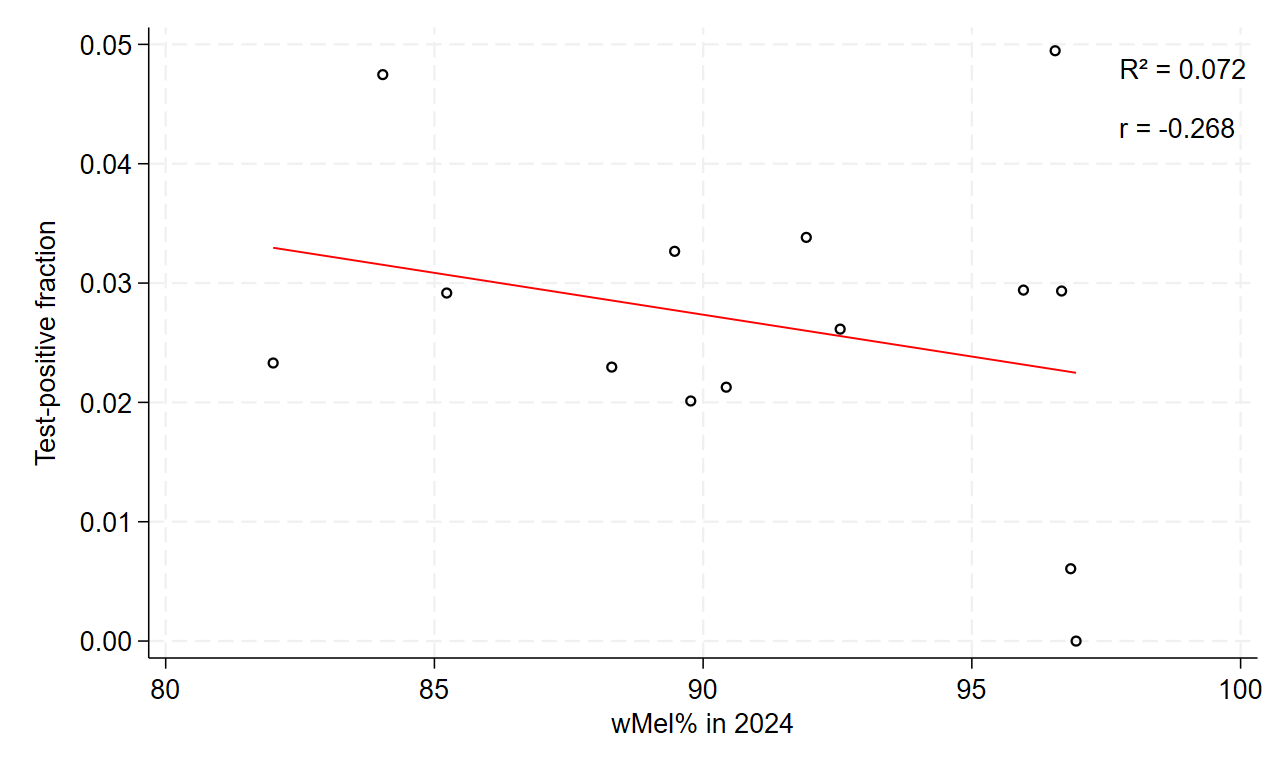 0.05
0.04
0.03
0.02
0.01
0.00
Test-positive fraction
R² = 0.072
r = -0.268
80 85 90 95 100
wMel% in 2024